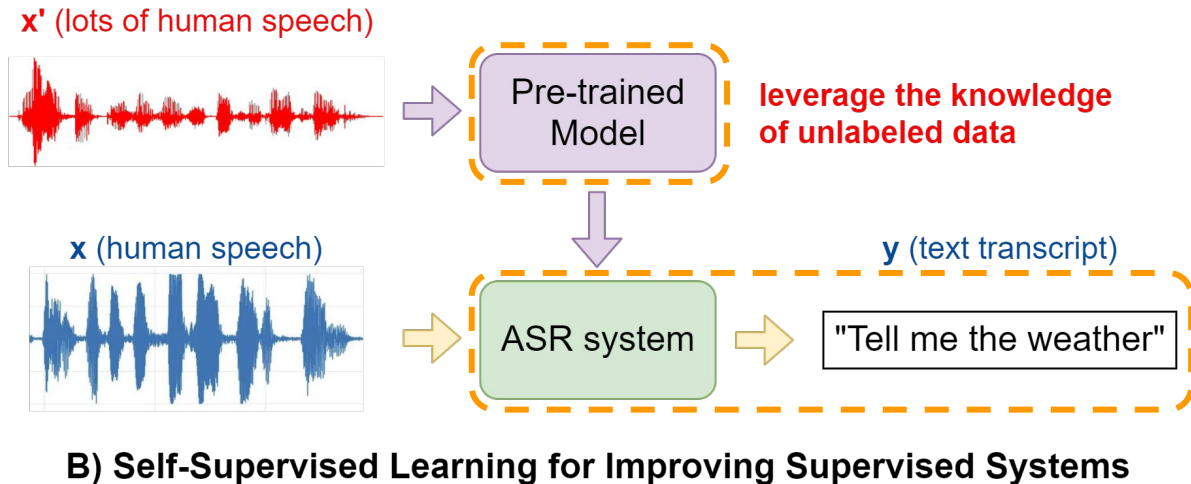 x' (lots of human speech)
Pre-trained
Model
leverage the knowledge
of unlabeled data
x (human speech)
y (text transcript)
ASR system
"Tell me the weather"
B) Self-Supervised Learning for Improving Supervised Systems